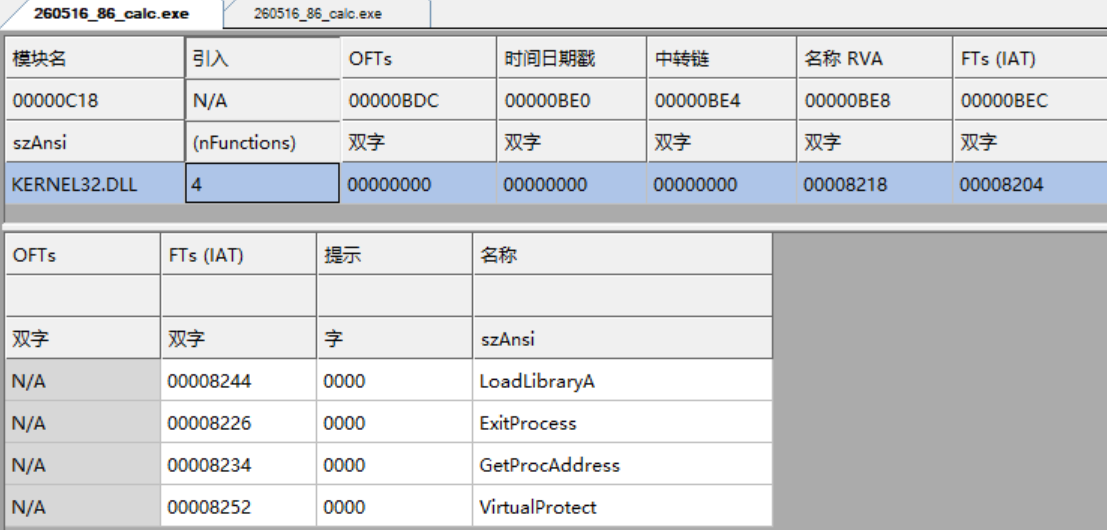 260516_86_calc.exe 260516_86_calc.exe
模块名 引入 OFTs 时间日期戳 中转链 名称 RVA FTs (IAT)
00000C18 N/A 00000BDC 00000BE0 00000BE4 00000BE8 00000BEC
szAnsi (nFunctions) 双字 双字 双字 双字 双字
KERNEL32.DLL 4 00000000 00000000 00000000 00008218 00008204
OFTs FTs (IAT) 提示 名称
双字 双字 字 szAnsi
N/A 00008244 0000 LoadLibraryA
N/A 00008226 0000 ExitProcess
N/A 00008234 0000 GetProcAddress
N/A 00008252 0000 VirtualProtect